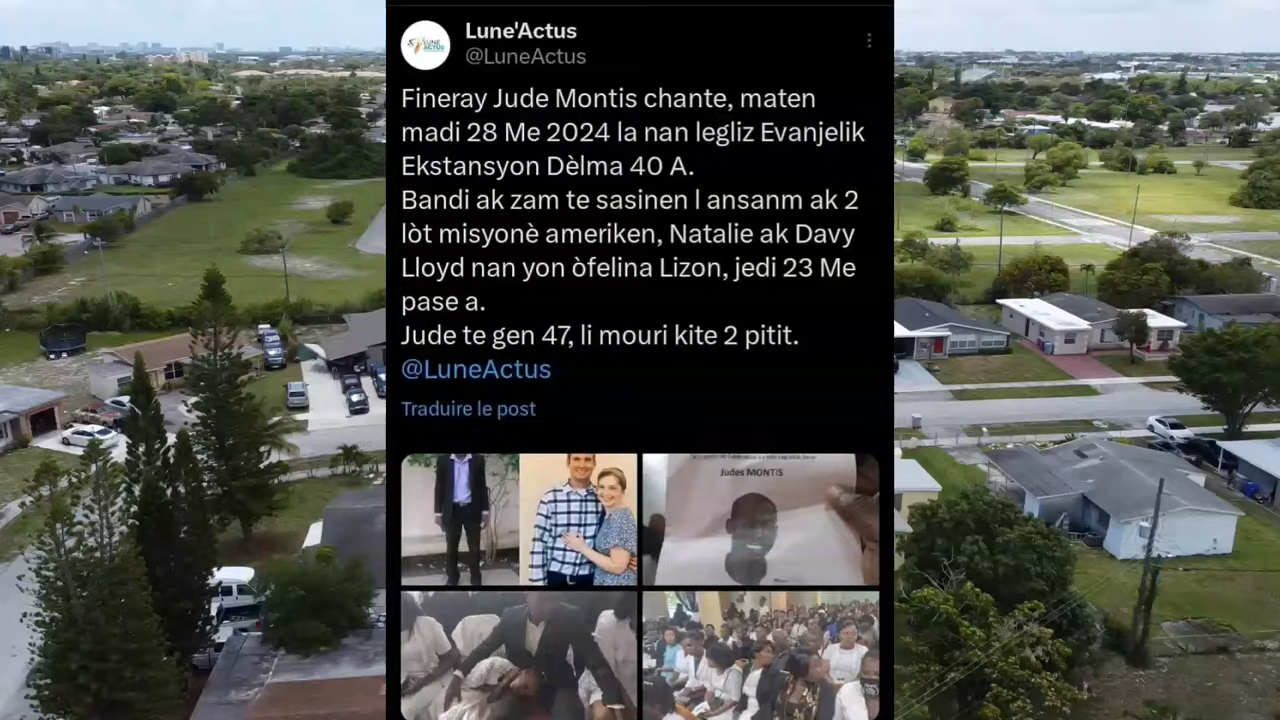 Lune'Actus
@LuneActus
Fineray Jude Montis chante, maten
madi 28 Me 2024 la nan legliz Evanjelik
Ekstansyon Dèlma 40 A.
Bandi ak zam te sasinen l ansanm ak 2
lòt misyonè ameriken, Natalie ak Davy
Lloyd nan yon òfelina Lizon, jedi 23 Me
pase a.
Jude te gen 47, li mouri kite 2 pitit.
@LuneActus
Traduire le post
Judes MONTIS